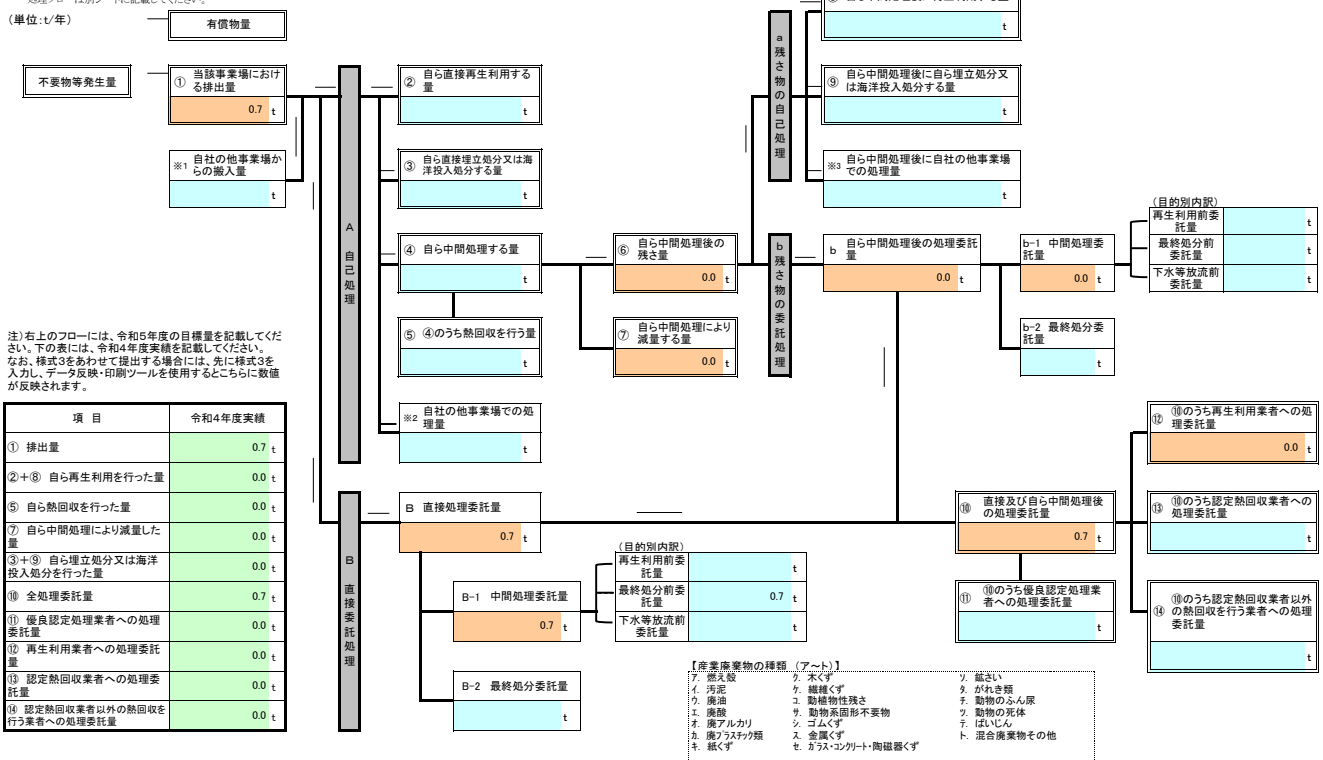 (単位:t/年)
有償物量
不要物等発生量
① 当該事業場におけ
る排出量
0.7 t
※1 自社の他事業場か
らの搬入量
t
A 自己処理
② 自ら直接再生利用する
量
t
③ 自ら直接埋立処分又は海
洋投入処分する量
t
④ 自ら中間処理する量
t
⑤ ④のうち熱回収を行う量
t
※2 自社の他事業場での処
理量
t
⑥ 自ら中間処理後の
残さ量
0.0 t
⑦ 自ら中間処理により
減量する量
0.0 t
a 残さ物の自己処理
t
⑨ 自ら中間処理後に自ら埋立処分又
は海洋投入処分する量
t
※3 自ら中間処理後に自社の他事業場
での処理量
t
b 残さ物の委託処理
b 自ら中間処理後の処理委託
量
0.0 t
b-1 中間処理委
託量
0.0 t
(目的別内訳)
再生利用前委
託量
t
最終処分前
委託量
t
下水等放流前
委託量
t
b-2 最終処分委
託量
t
注)右上のフローには、令和5年度の目標量を記載してくだ
さい。下の表には、令和4年度実績を記載してください。
なお、様式3をあわせて提出する場合には、先に様式3を
入力し、データ反映・印刷ツールを使用するとこちらに数値
が反映されます。
項 目 令和4年度実績
① 排出量 0.7 t
②+⑧ 自ら再生利用を行った量 0.0 t
⑤ 自ら熱回収を行った量 0.0 t
⑦ 自ら中間処理により減量した
量 0.0 t
③+⑨ 自ら埋立処分又は海洋
投入処分を行った量 0.0 t
⑩ 全処理委託量 0.7 t
⑪ 優良認定処理業者への処理
委託量 0.0 t
⑫ 再生利用業者への処理委託
量 0.0 t
⑬ 認定熱回収業者への処理委
託量 0.0 t
⑭ 認定熱回収業者以外の熱回収を
行う業者への処理委託量 0.0 t
B 直接委託処理
B 直接処理委託量
0.7 t
B-1 中間処理委託量
0.7 t
(目的別内訳)
再生利用前委
託量
t
最終処分前委
託量
0.7 t
下水等放流前
委託量
t
B-2 最終処分委託量
t
⑩ 直接及び自ら中間処理後
の処理委託量
0.7 t
⑪ ⑩のうち優良認定処理業
者への処理委託量
t
⑫ ⑩のうち再生利用業者への処
理委託量
0.0 t
⑬ ⑩のうち認定熱回収業者への
処理委託量
t
⑭ ⑩のうち認定熱回収業者以外
の熱回収を行う業者への処理
委託量
t
【産業廃棄物の種類 (ア~ト)】
ア. 燃え殻 ク. 木くず ソ. 鉱さい
イ. 汚泥 ケ. 繊維くず タ. がれき類
ウ. 廃油 コ. 動植物性残さ チ. 動物のふん尿
エ. 廃酸 サ. 動物系固形不要物 ツ. 動物の死体
オ. 廃アルカリ シ. ゴムくず テ. ばいじん
カ. 廃プラスチック類 ス. 金属くず ト. 混合廃棄物その他
キ. 紙くず セ. ガラス・コンクリート・陶磁器くず